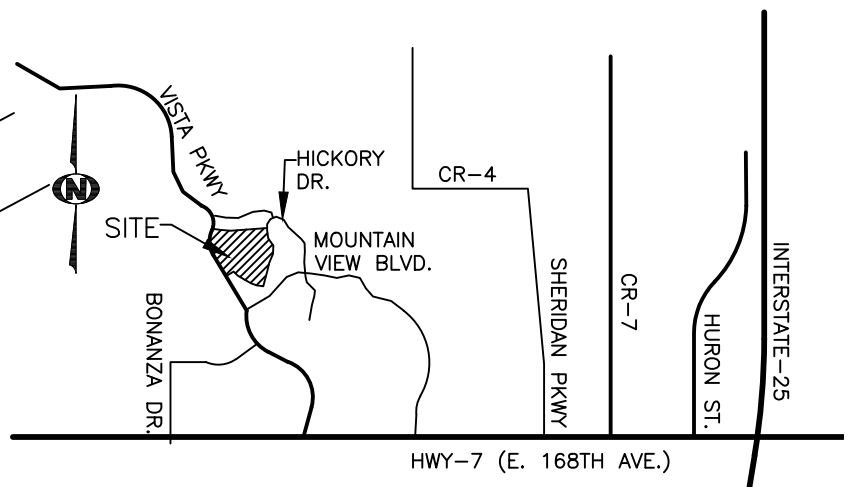 VISTA PKWY
HICKORY
DR.
CR-4
N
SITE
MOUNTAIN
VIEW BLVD.
BONANZA DR.
SHERIDAN PKWY
CR-7
HURON ST.
INTERSTATE-25
HWY-7 (E. 168TH AVE.)